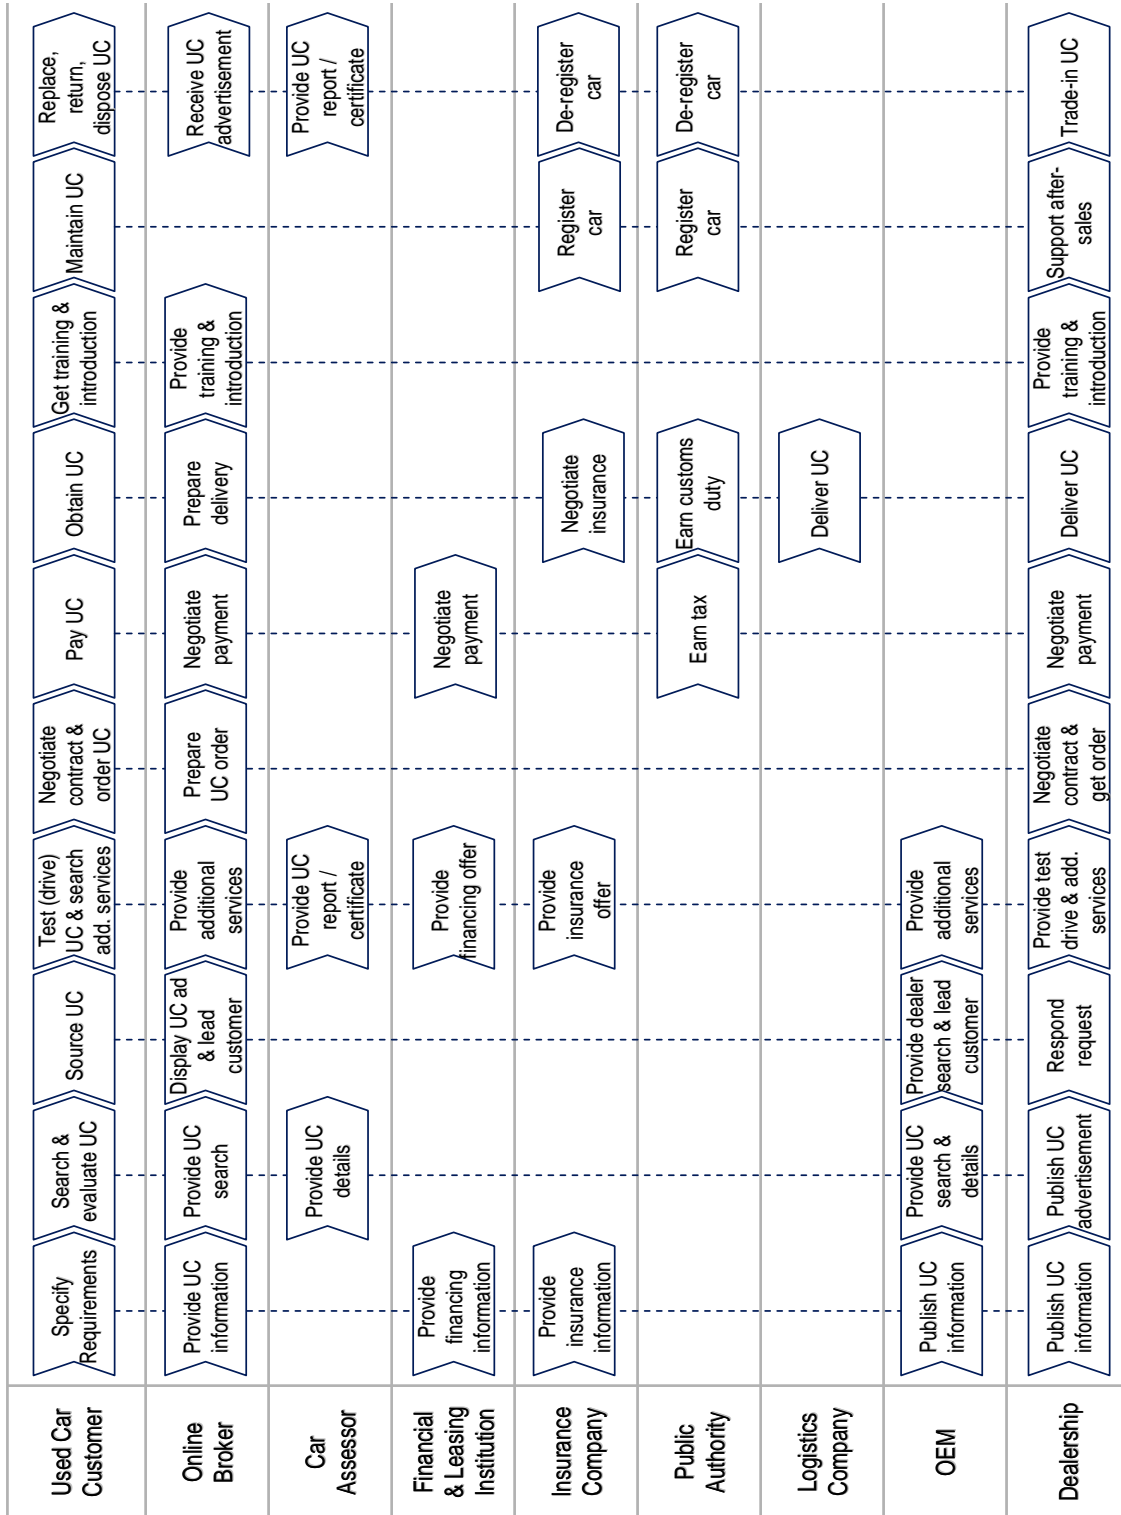 Used Car
Customer
Specify
Requirements
Search &
evaluate UC
Source UC
Test (drive)
UC & search
add. services
Negotiate
contract &
order UC
Pay UC
Obtain UC
Get training &
introduction
Maintain UC
Replace,
return,
dispose UC
Online
Broker
Provide UC
information
Provide UC
search
Display UC ad
& lead
customer
Provide
additional
services
Prepare
UC order
Negotiate
payment
Prepare
delivery
Provide
training &
introduction
Receive UC
advertisement
Car
Assessor
Provide UC
details
Provide UC
report /
certificate
Provide UC
report /
certificate
Financial
& Leasing
Institution
Provide
financing
information
Provide
financing offer
Negotiate
payment
Insurance
Company
Provide
insurance
information
Provide
insurance
offer
Negotiate
insurance
Register
car
De-register
car
Public
Authority
Earn tax
Earn customs
duty
Register
car
De-register
car
Logistics
Company
Deliver UC
OEM
Publish UC
information
Provide UC
search &
details
Provide dealer
search & lead
customer
Provide
additional
services
Dealership
Publish UC
information
Publish UC
advertisement
Respond
request
Provide test
drive & add.
services
Negotiate
contract &
get order
Negotiate
payment
Deliver UC
Provide
training &
introduction
Support after-
sales
Trade-in UC